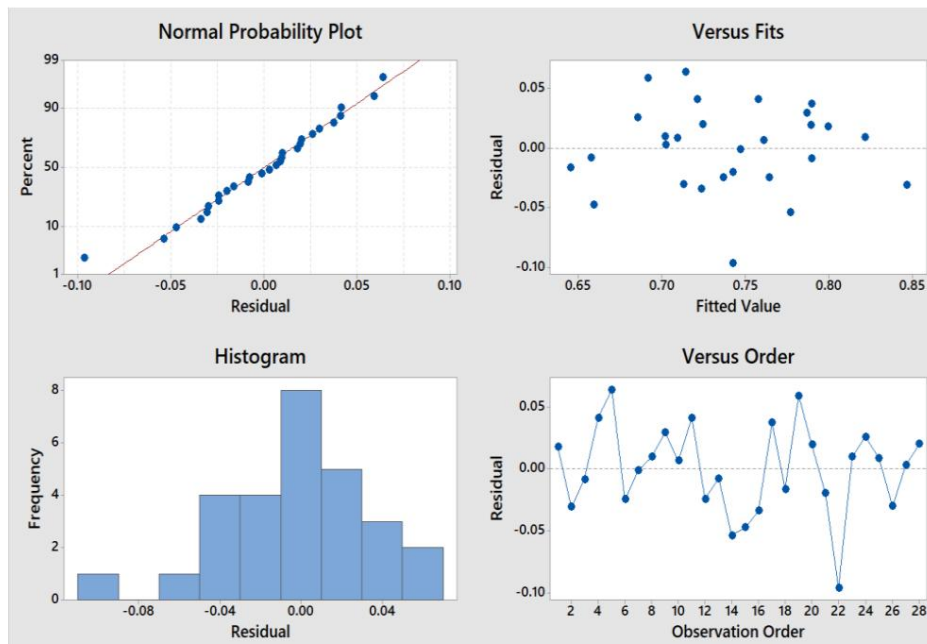 Normal Probability Plot
99
90
50
10
1
Percent
-0.10 -0.05 0.00 0.05 0.10
Residual
Versus Fits
0.05
0.00
-0.05
-0.10
Residual
0.65 0.70 0.75 0.80 0.85
Fitted Value
Histogram
8
6
4
2
0
Frequency
-0.08 -0.04 0.00 0.04
Residual
Versus Order
0.05
0.00
-0.05
-0.10
Residual
2 4 6 8 10 12 14 16 18 20 22 24 26 28
Observation Order